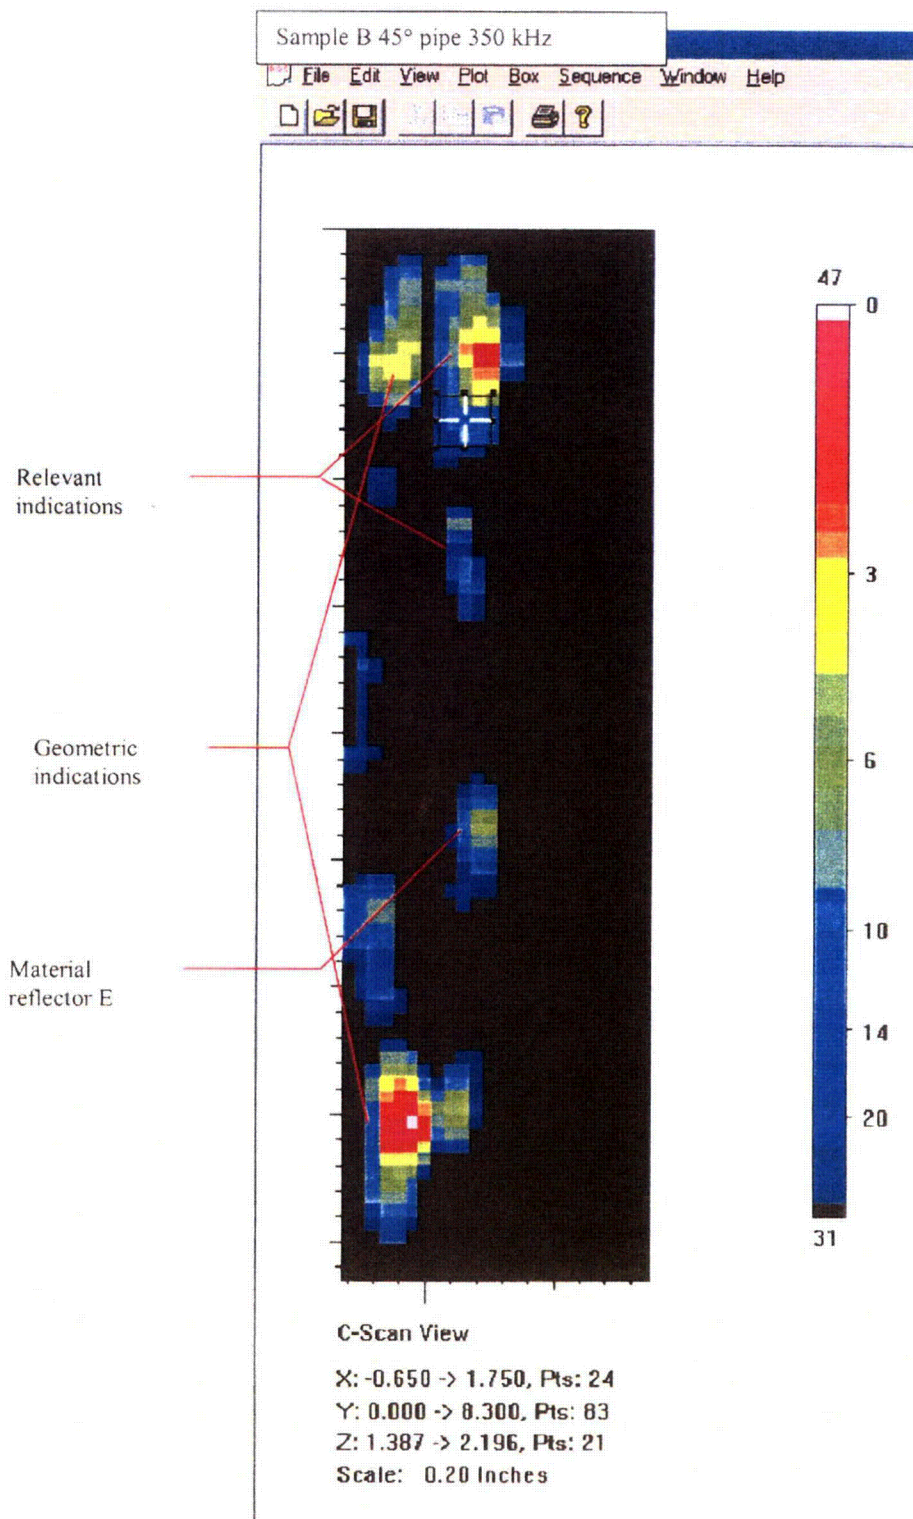 Sample B 45° pipe 350 kHz
File Edit View Plot Box Sequence Window Help
47
0
3
6
10
14
20
31
Relevant
indications
Geometric
indications
Material
reflector E
C-Scan View
X: -0.650 -> 1.750, Pts: 24
Y: 0.000 -> 8.300, Pts: 83
Z: 1.387 -> 2.196, Pts: 21
Scale: 0.20 Inches